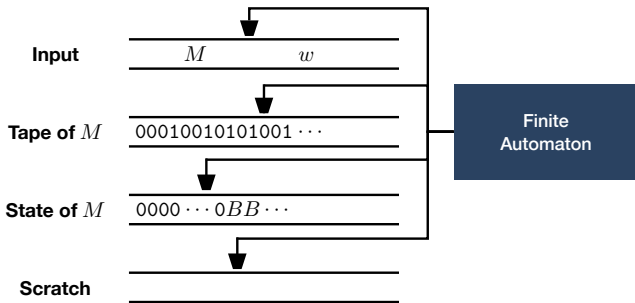 Input M w
Tape of M 00010010101001 ···
State of M 0000 ··· 0BB ···
Scratch
Finite
Automaton